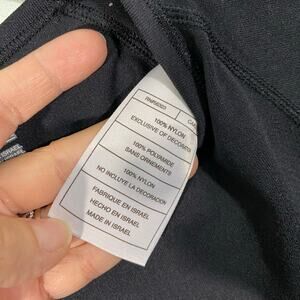 100% NYLON
EXCLUSIVE OF DECORATION
100% POLYAMIDE
SANS ORNEMENTS
100% NYLON
NO INCLUYE LA DECORACION
FABRIQUE EN ISRAEL
HECHO EN ISRAEL
MADE IN ISRAEL